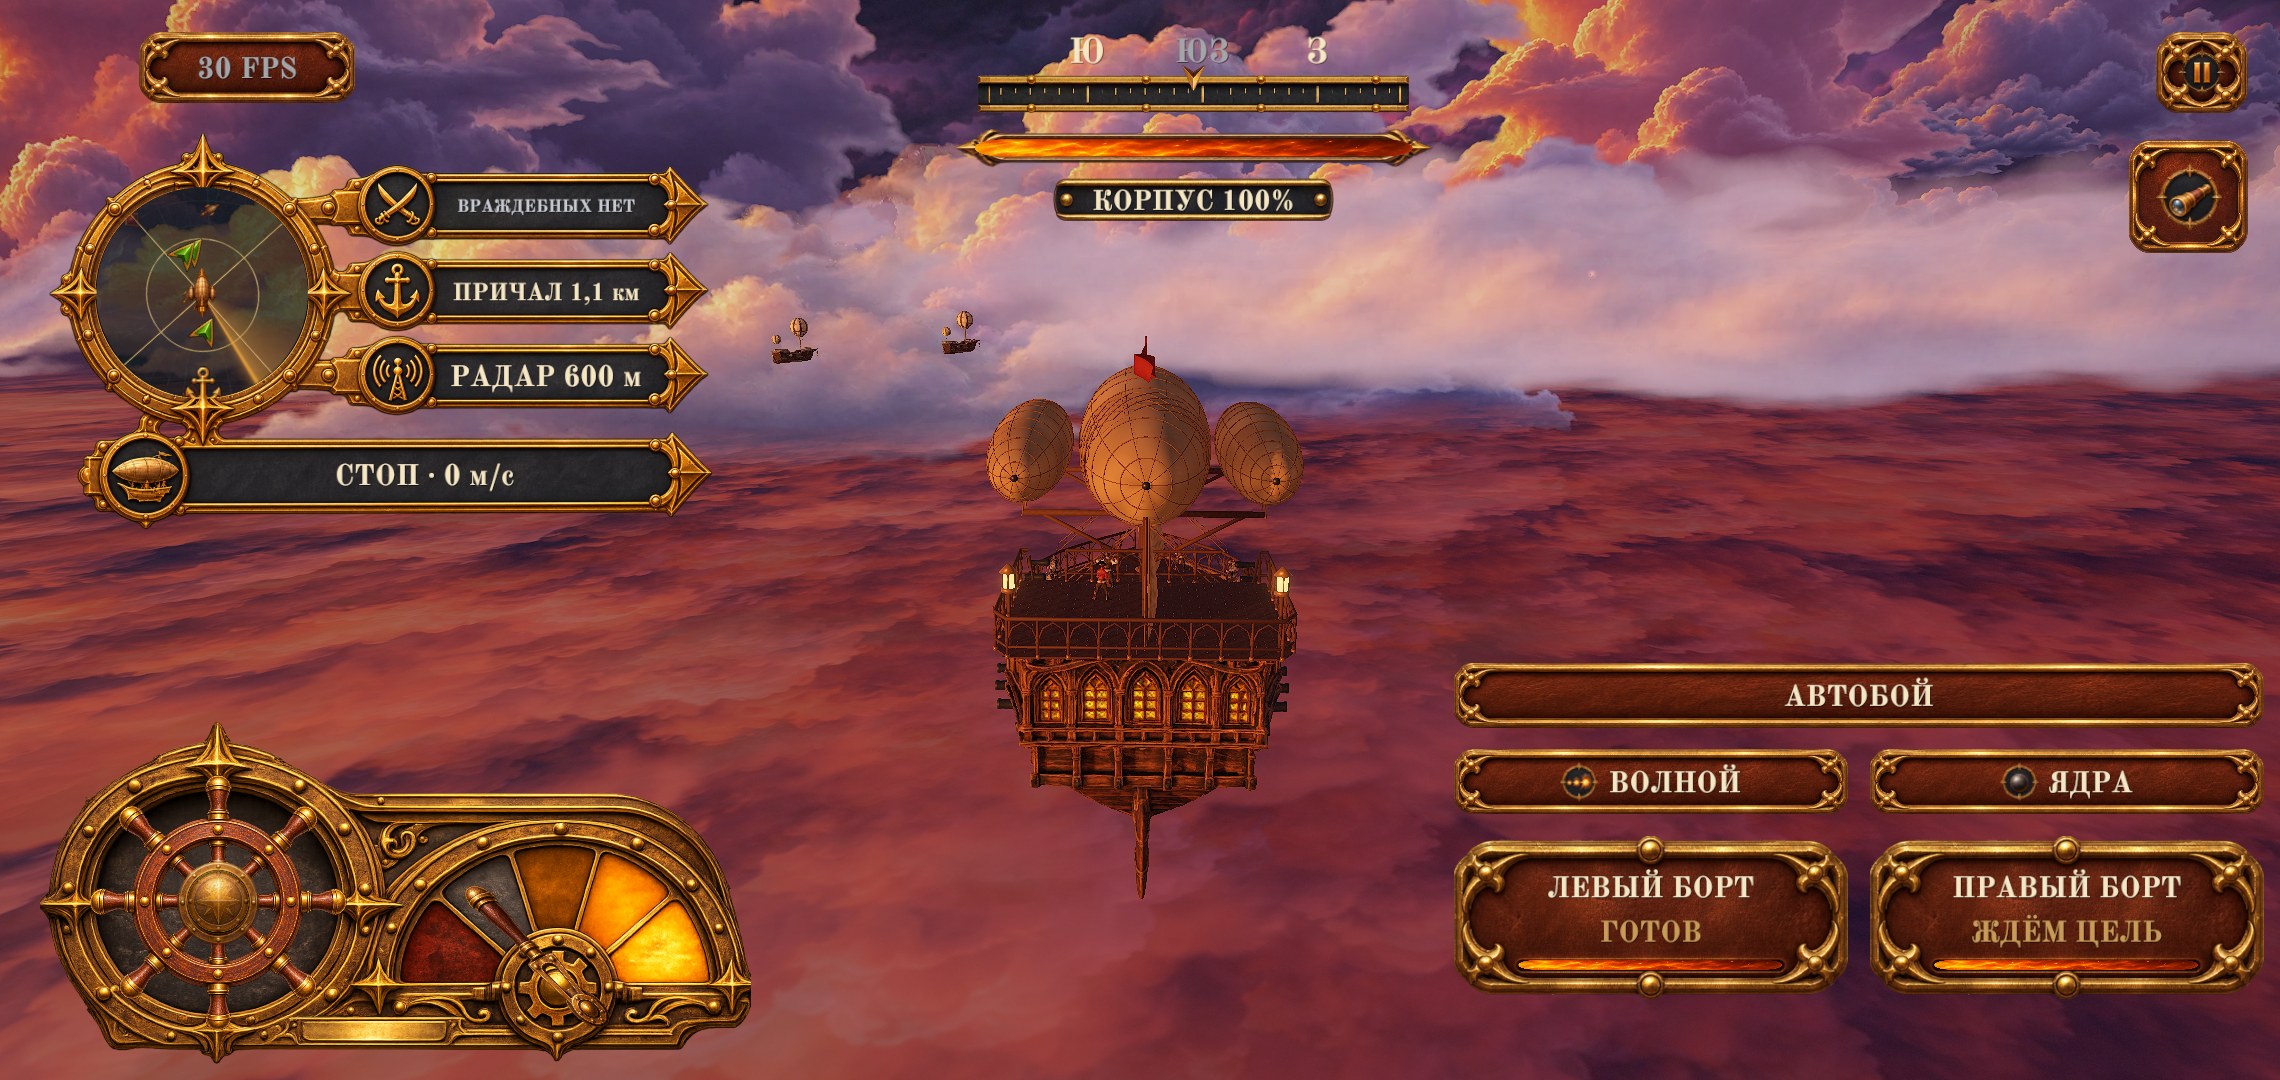 30 FPS
Ю ЮЗ З
КОРПУС 100%
ВРАЖДЕБНЫХ НЕТ
ПРИЧАЛ 1,1 км
РАДАР 600 м
СТОП · 0 м/с
АВТОБОЙ
ВОЛНОЙ
ЯДРА
ЛЕВЫЙ БОРТ
ГОТОВ
ПРАВЫЙ БОРТ
ЖДЁМ ЦЕЛЬ